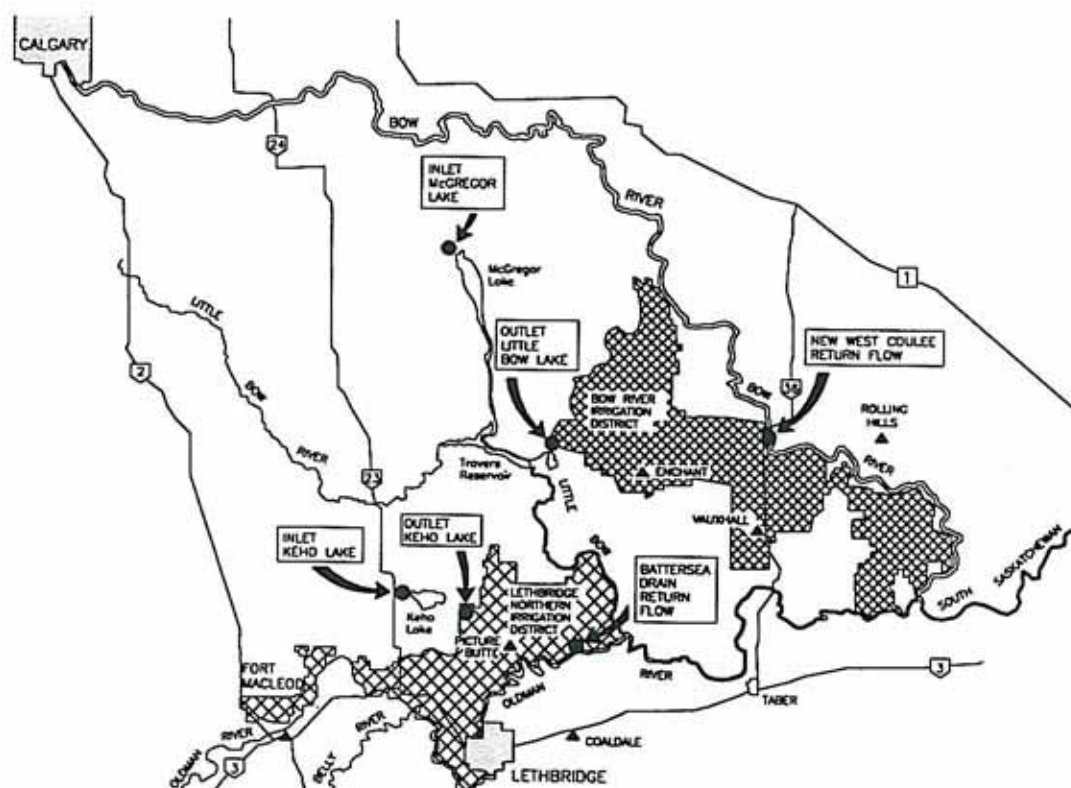 CALGARY
BOW
24
INLET
McGREGOR
LAKE
RIVER
McGregor
Lake
1
LITTLE
OUTLET
LITTLE
BOW LAKE
NEW WEST COULEE
RETURN FLOW
2
36
BOW
BOW RIVER
IRRIGATION
DISTRICT
ROLLING
HILLS
BOW
RIVER
RIVER
Travers
Reservoir
ENCHANT
23
LITTLE
VAUXHALL
OUTLET
KEHO LAKE
INLET
KEHO LAKE
BOW
BATTERSEA
DRAIN
RETURN
FLOW
SOUTH SASKATCHEWAN
LETHBRIDGE
NORTHERN
IRRIGATION
DISTRICT
Keho
Lake
PICTURE
BUTTE
FORT
MACLEOD
OLDMAN
RIVER
3
TABER
RIVER
RIVER
COALDALE
OLDMAN
3
BELLY
LETHBRIDGE